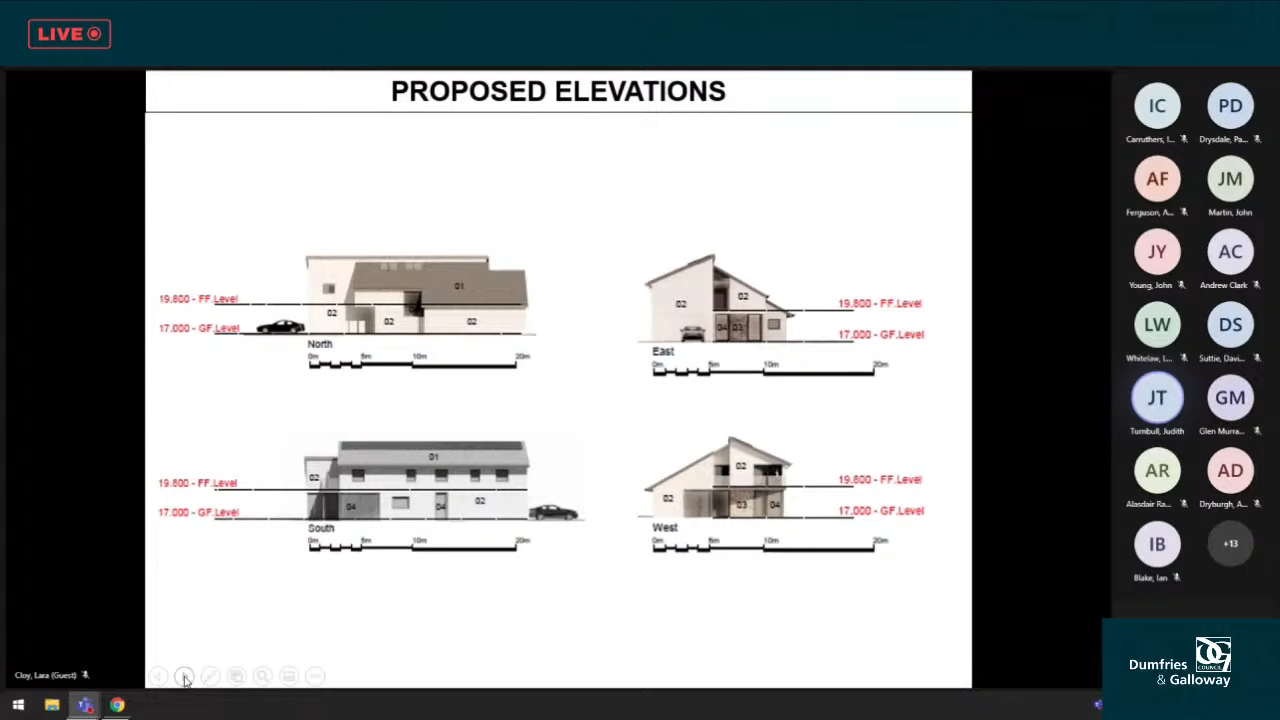 LIVE
PROPOSED ELEVATIONS
01
19.800 - FF.Level
02
02
02
17.000 - GF.Level
North
0m 5m 10m 20m
02
02
19.800 - FF.Level
04 03
17.000 - GF.Level
East
0m 5m 10m 20m
01
02
19.800 - FF.Level
04
04
02
17.000 - GF.Level
South
0m 5m 10m 20m
02
19.800 - FF.Level
02
03
04
17.000 - GF.Level
West
0m 5m 10m 20m
IC
Carruthers, I...
PD
Drysdale, Pa...
AF
Ferguson, A...
JM
Martin, John
JY
Young, John
AC
Andrew Clark
LW
Whitelaw, I...
DS
Suttie, Davi...
JT
Turnbull, Judith
GM
Glen Murra...
AR
Alasdair Ra...
AD
Dryburgh, A...
IB
Blake, Ian
+13
Cloy, Lara (Guest)
Dumfries
& Galloway
COUNCIL